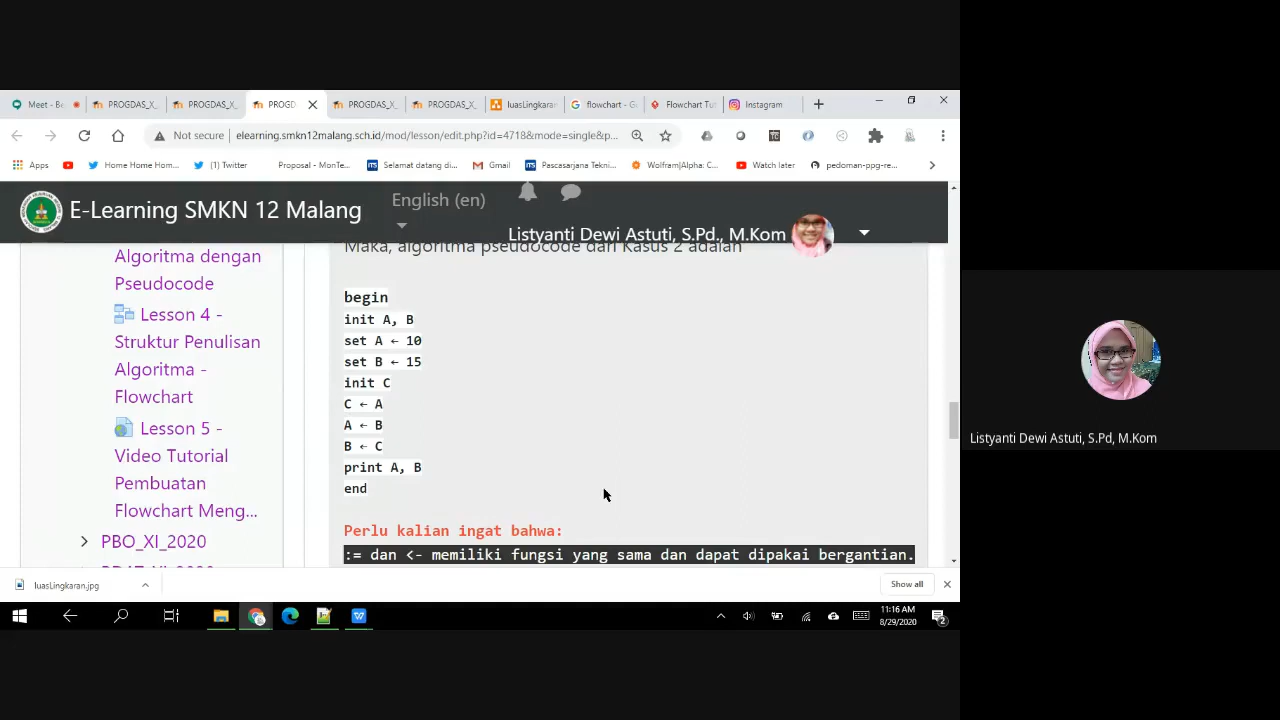 Meet - Be
PROGDAS_X_
PROGDAS_X_
PROGD
PROGDAS_X_
PROGDAS_X_
luasLingkaran
flowchart - G
Flowchart Tut
Instagram
Not secure
elearning.smkn12malang.sch.id/mod/lesson/edit.php?id=4718&mode=single&p...
Apps
Home Home Hom...
(1) Twitter
Proposal - MonTe...
Selamat datang di...
Gmail
Pascasarjana Tekni...
Wolfram|Alpha: C...
Watch later
pedoman-ppg-re...
E-Learning SMKN 12 Malang
English (en)
Listyanti Dewi Astuti, S.Pd., M.Kom
Algoritma dengan
Pseudocode
Lesson 4 -
Struktur Penulisan
Algoritma -
Flowchart
Lesson 5 -
Video Tutorial
Pembuatan
Flowchart Meng...
PBO_XI_2020
Maka, algoritma pseudocode dari Kasus 2 adalah
begin
init A, B
set A ← 10
set B ← 15
init C
C ← A
A ← B
B ← C
print A, B
end
Perlu kalian ingat bahwa:
:= dan <- memiliki fungsi yang sama dan dapat dipakai bergantian.
luasLingkaran.jpg
Show all
11:16 AM
8/29/2020
2
Listyanti Dewi Astuti, S.Pd, M.Kom